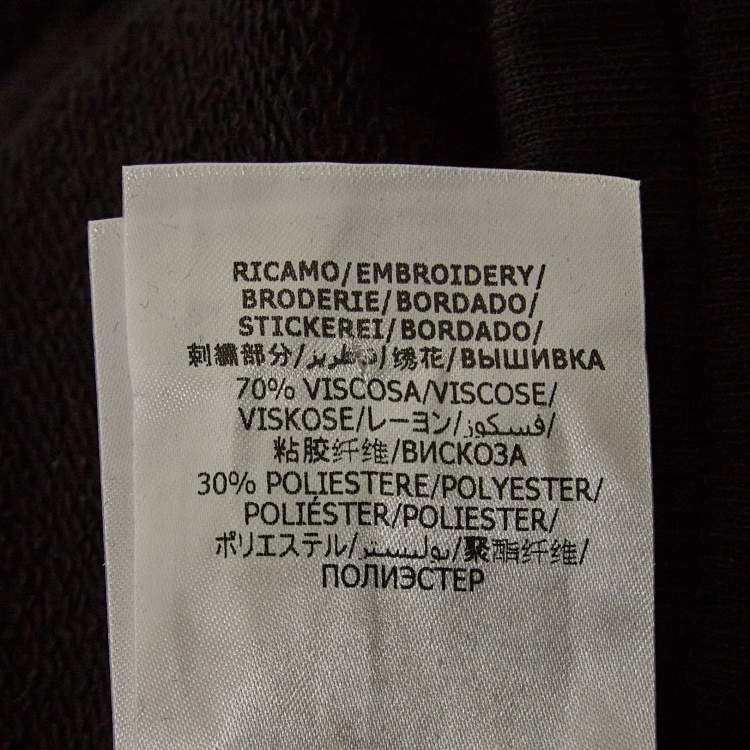 RICAMO/EMBROIDERY/
BRODERIE/BORDADO/
STICKEREI/BORDADO/
刺繍部分/تطريز/绣花/ВЫШИВКА
70% VISCOSA/VISCOSE/
VISKOSE/レーヨン/فسكوز/
粘胶纤维/ВИСКОЗА
30% POLIESTERE/POLYESTER/
POLIÉSTER/POLIESTER/
ポリエステル/بوليستر/聚酯纤维/
ПОЛИЭСТЕР